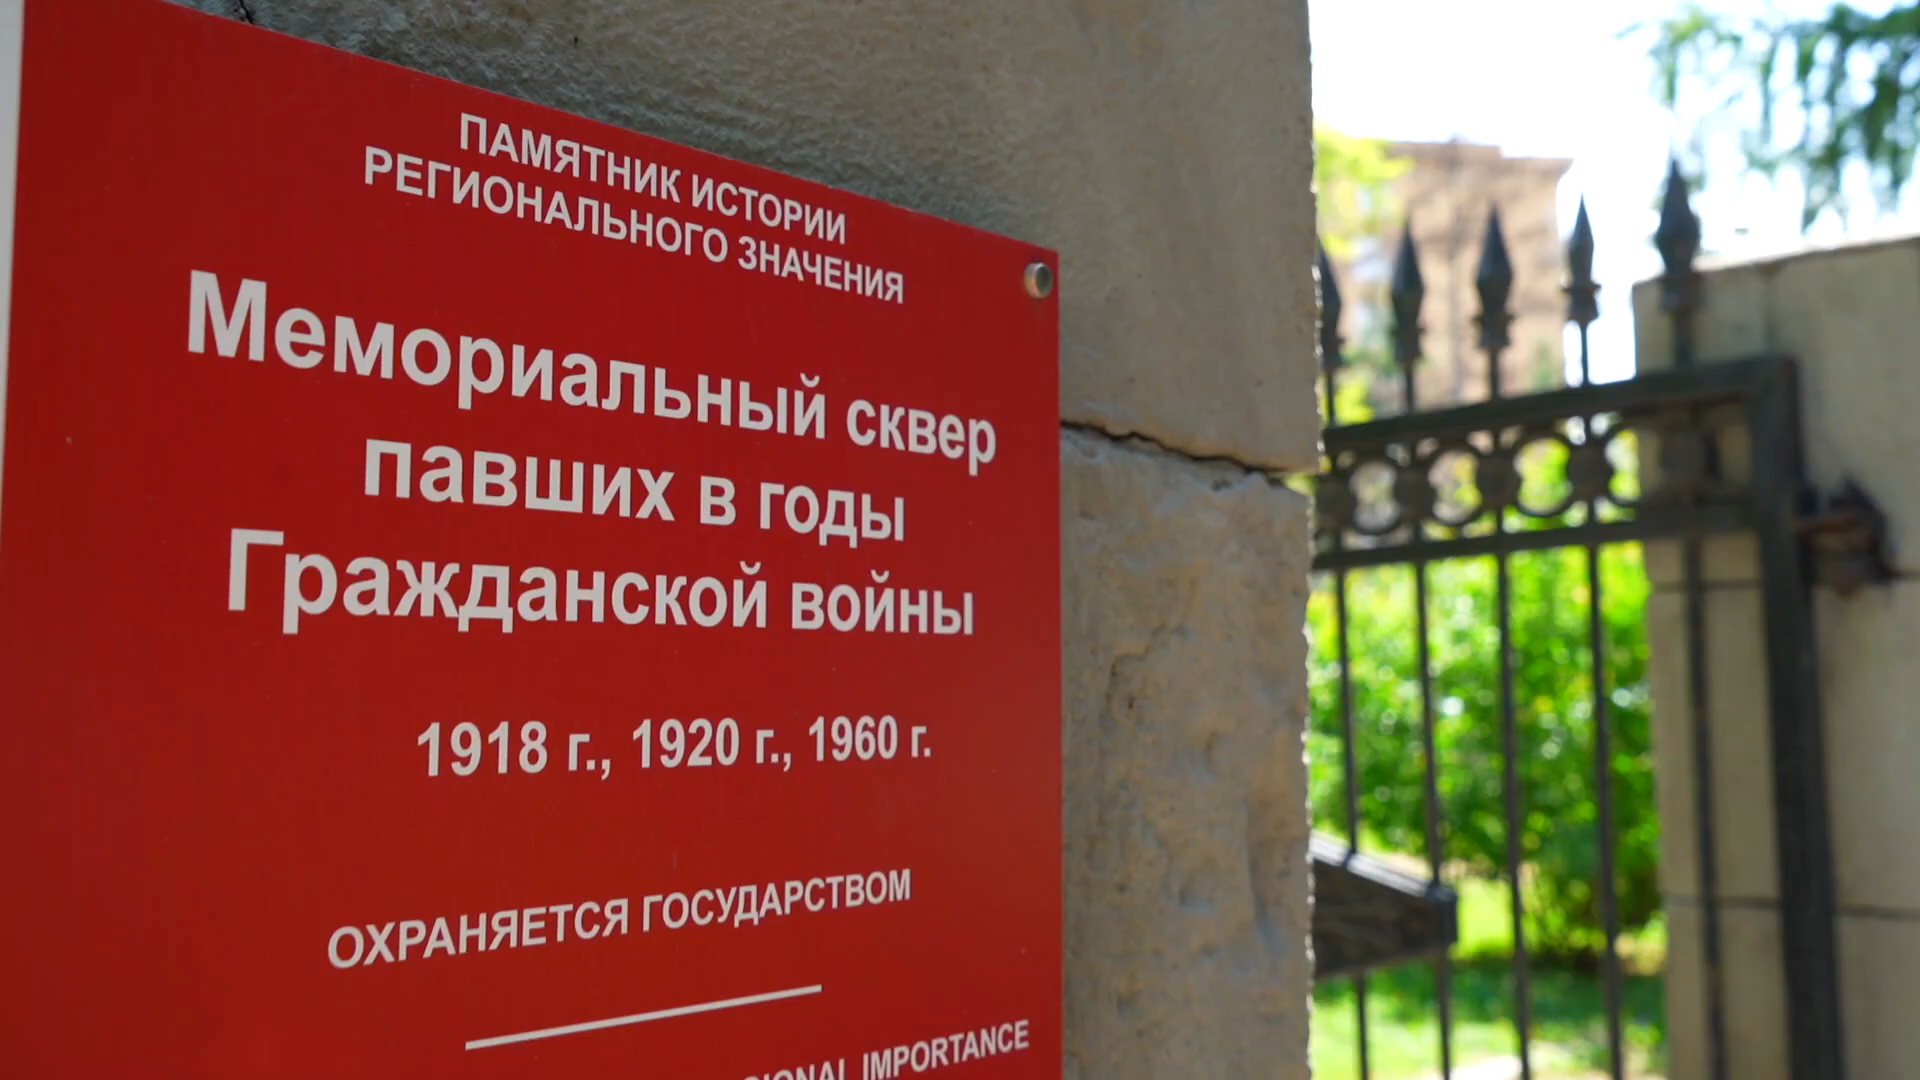 ПАМЯТНИК ИСТОРИИ
РЕГИОНАЛЬНОГО ЗНАЧЕНИЯ
Мемориальный сквер
павших в годы
Гражданской войны
1918 г., 1920 г., 1960 г.
ОХРАНЯЕТСЯ ГОСУДАРСТВОМ
IMPORTANCE